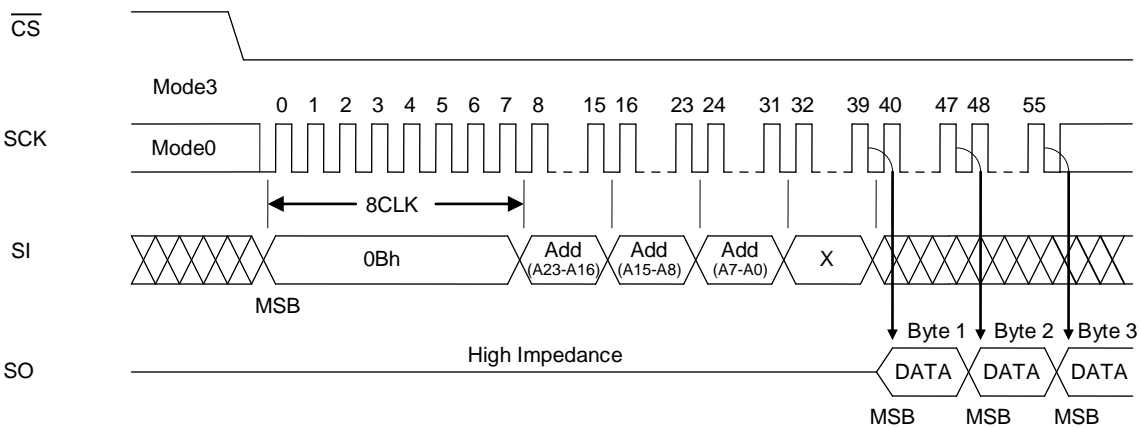 CS
Mode3
0 1 2 3 4 5 6 7 8 15 16 23 24 31 32 39 40 47 48 55
SCK
Mode0
8CLK
SI
0Bh
Add
(A23-A16)
Add
(A15-A8)
Add
(A7-A0)
X
MSB
Byte 1 Byte 2 Byte 3
High Impedance
SO
DATA DATA DATA
MSB MSB MSB